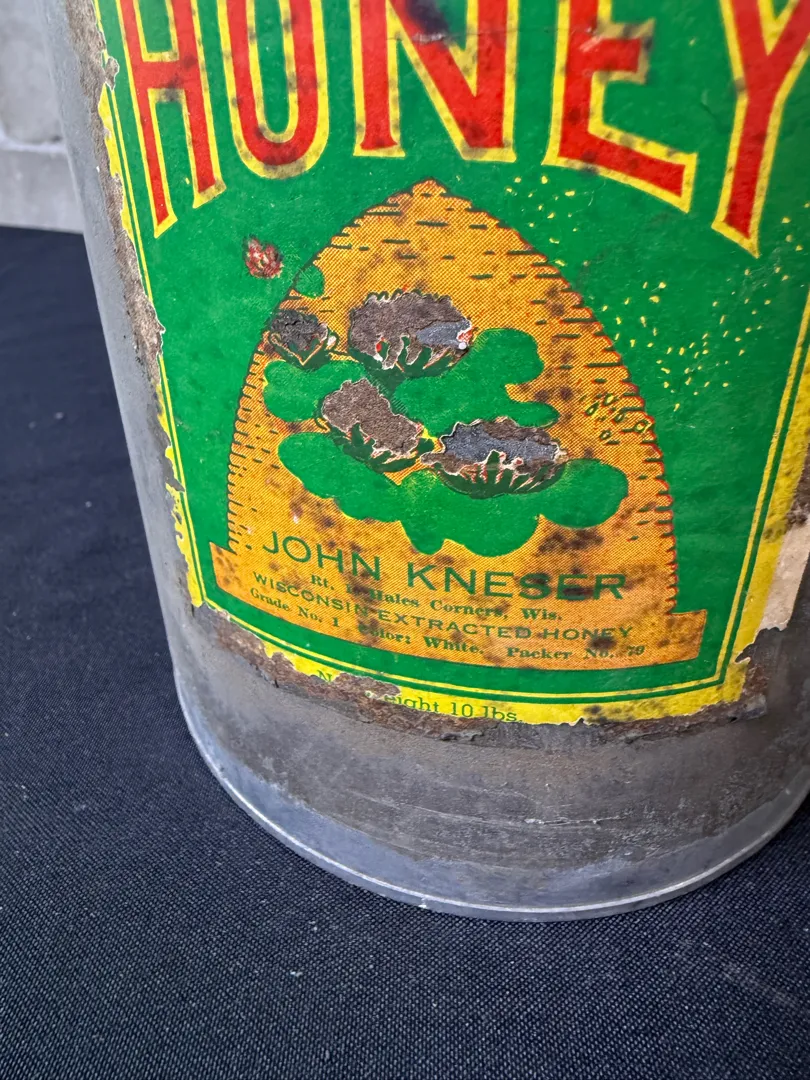 HONEY
JOHN KNESER
Rt. Hales Corners, Wis.
WISCONSIN EXTRACTED HONEY
Grade No. 1 Color: White. Packer No. 79
eight 10 lbs.